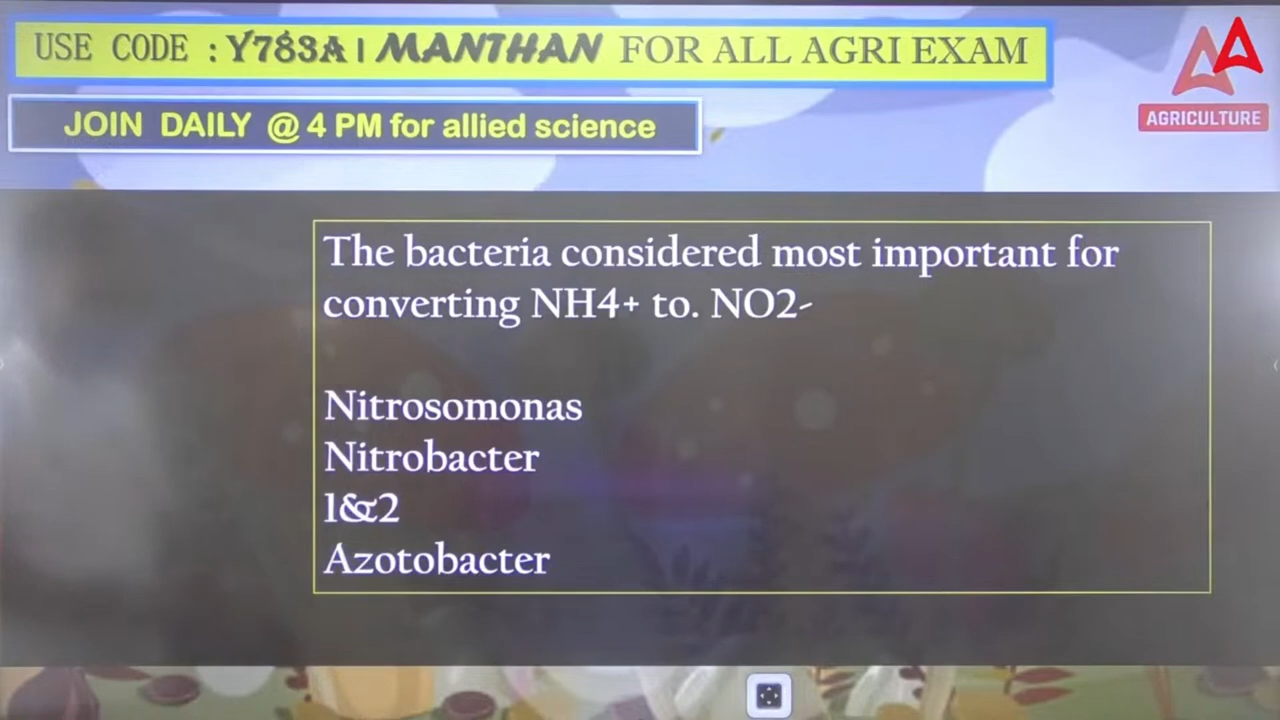 USE CODE : Y783A | MANTHAN FOR ALL AGRI EXAM
JOIN DAILY @ 4 PM for allied science
AGRICULTURE
The bacteria considered most important for
converting NH4+ to. NO2-
Nitrosomonas
Nitrobacter
1&2
Azotobacter